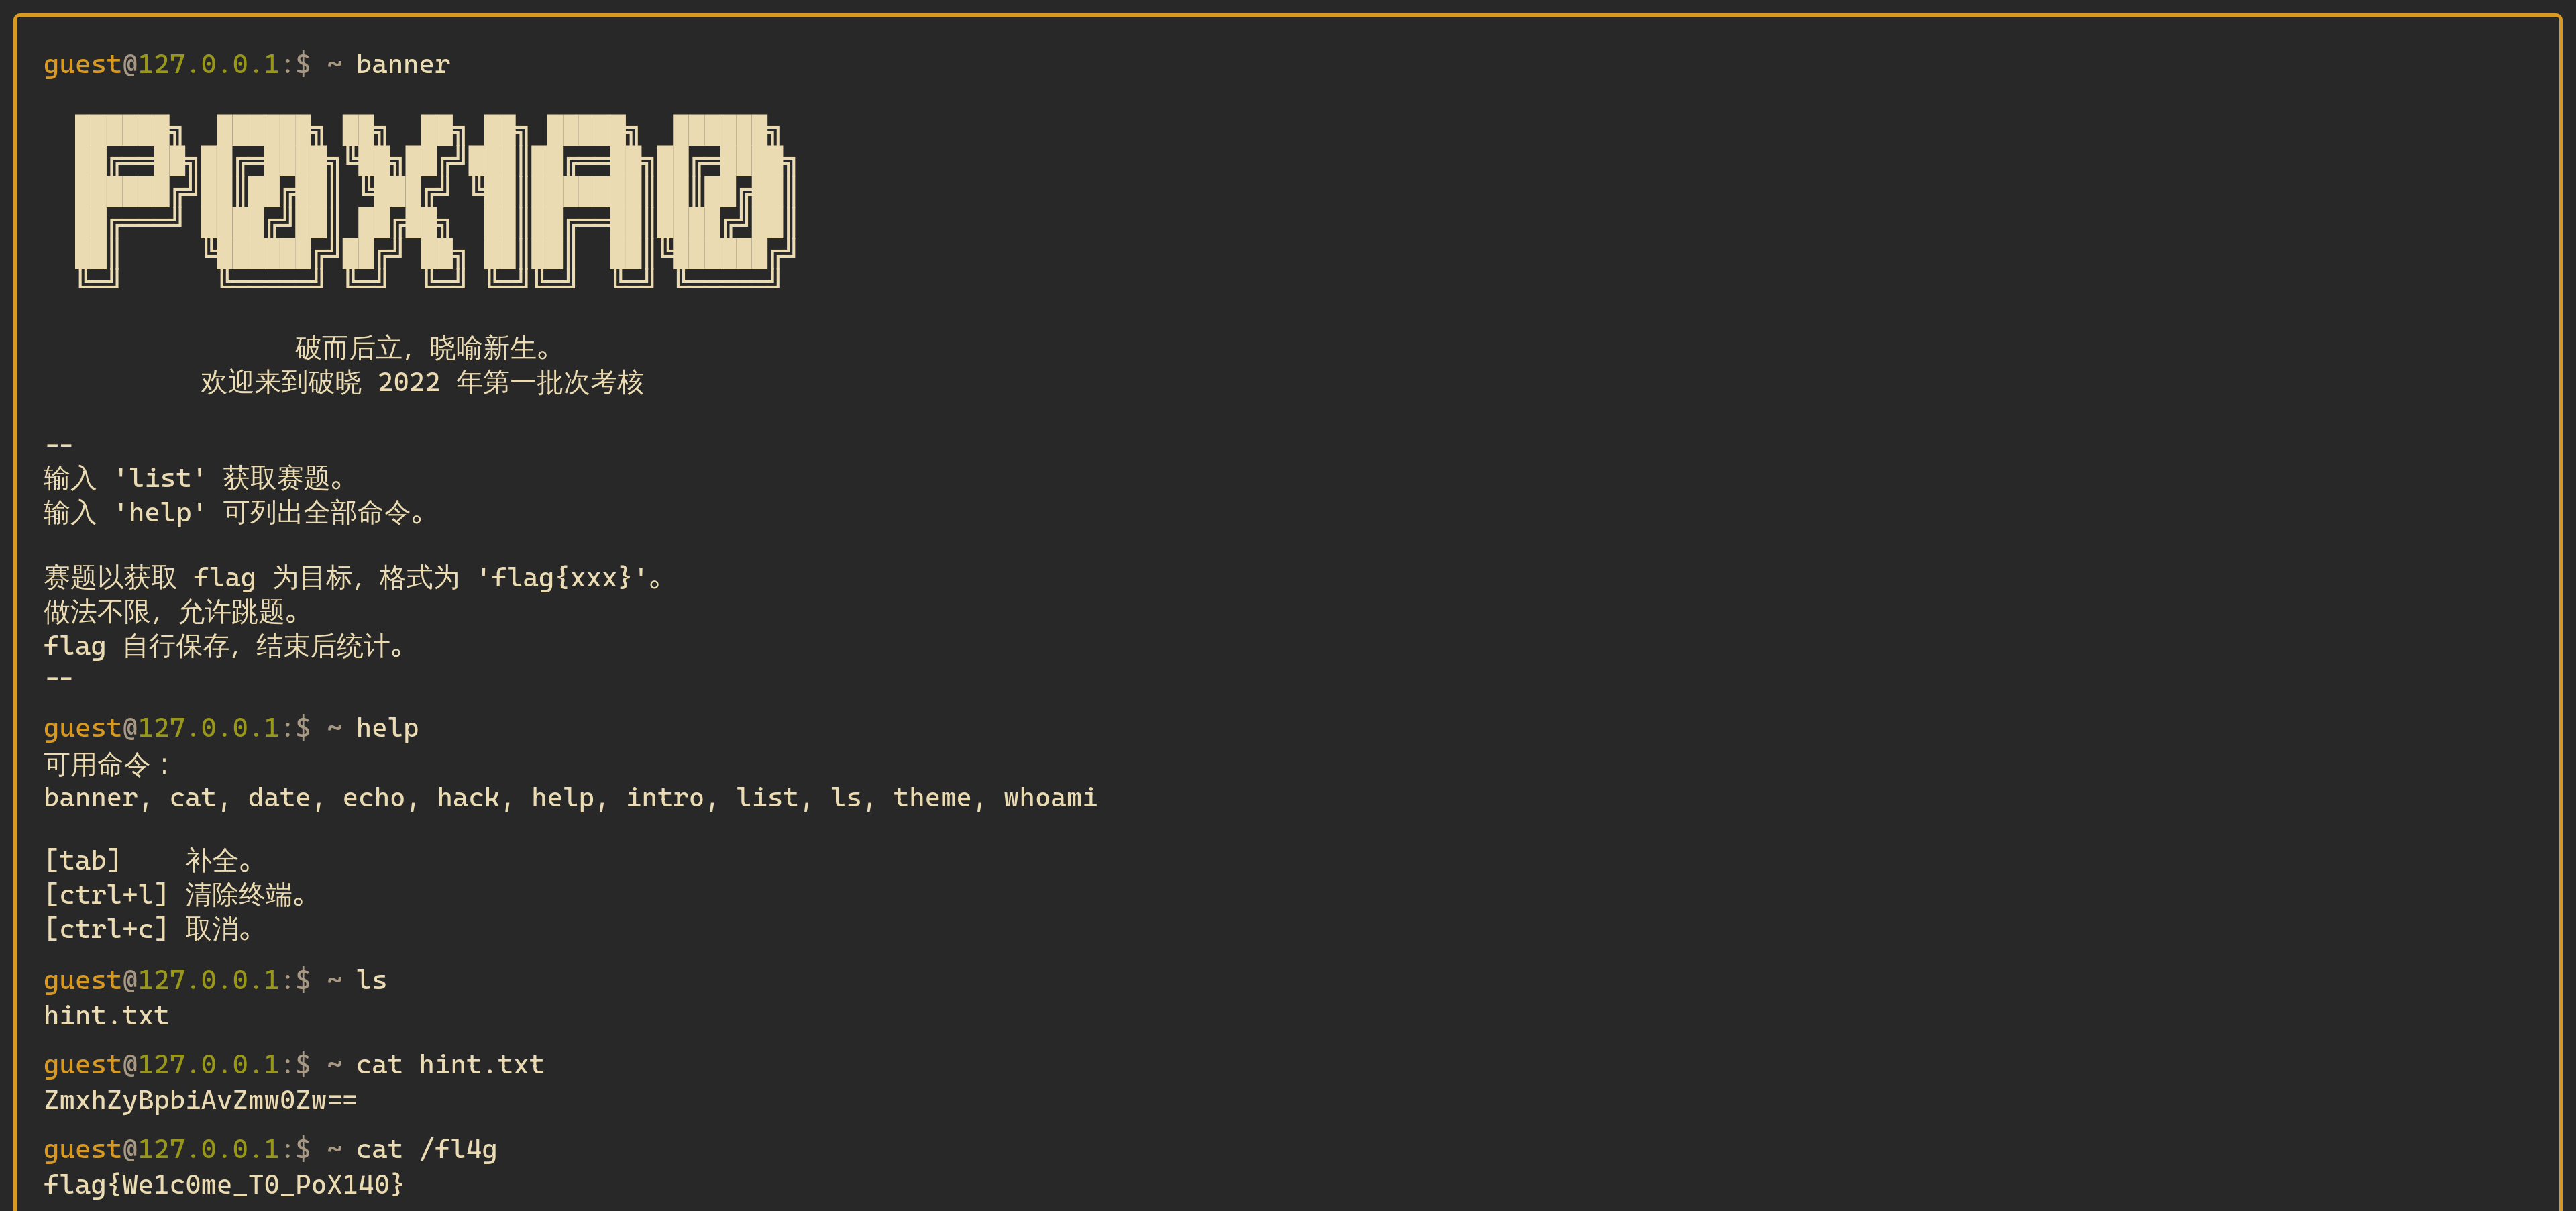 guest@127.0.0.1:$ ~ banner
P0X1A0
破而后立，晓喻新生。
欢迎来到破晓 2022 年第一批次考核
--
输入 'list' 获取赛题。
输入 'help' 可列出全部命令。
赛题以获取 flag 为目标，格式为 'flag{xxx}'。
做法不限，允许跳题。
flag 自行保存，结束后统计。
--
guest@127.0.0.1:$ ~ help
可用命令：
banner, cat, date, echo, hack, help, intro, list, ls, theme, whoami
[tab]    补全。
[ctrl+l] 清除终端。
[ctrl+c] 取消。
guest@127.0.0.1:$ ~ ls
hint.txt
guest@127.0.0.1:$ ~ cat hint.txt
ZmxhZyBpbiAvZmw0Zw==
guest@127.0.0.1:$ ~ cat /fl4g
flag{We1c0me_T0_PoX140}